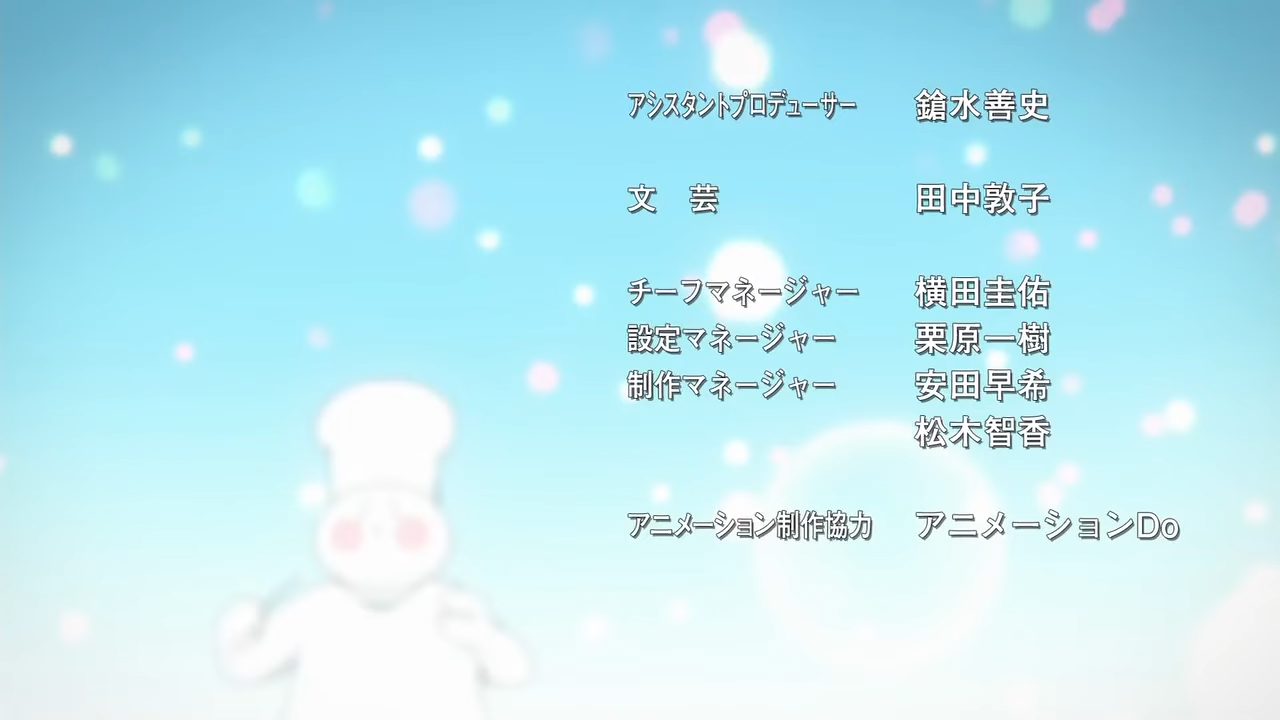 アシスタントプロデューサー　鎗水善史
文　芸　田中敦子
チーフマネージャー　横田圭佑
設定マネージャー　栗原一樹
制作マネージャー　安田早希
松木智香
アニメーション制作協力　アニメーションDo